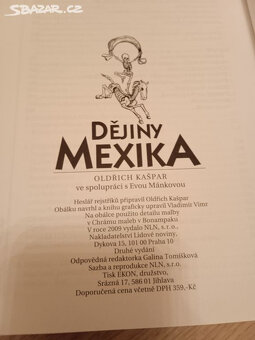 SBAZAR.CZ
DĚJINY
MEXIKA
OLDŘICH KAŠPAR
ve spolupráci s Evou Mánkovou
Heslář rejstříků připravil Oldřich Kašpar
Obálku navrhl a knihu graficky upravil Vladimír Vimr
Na obálce použito detailu malby
v Chrámu maleb v Bonampaku
V roce 2009 vydalo NLN, s.r.o.,
Nakladatelství Lidové noviny,
Dykova 15, 101 00 Praha 10
Druhé vydání
Odpovědná redaktorka Galina Tomíšková
Sazba a reprodukce NLN, s.r.o.
Tisk EKON, družstvo,
Srázná 17, 586 01 Jihlava
Doporučená cena včetně DPH 359,–Kč